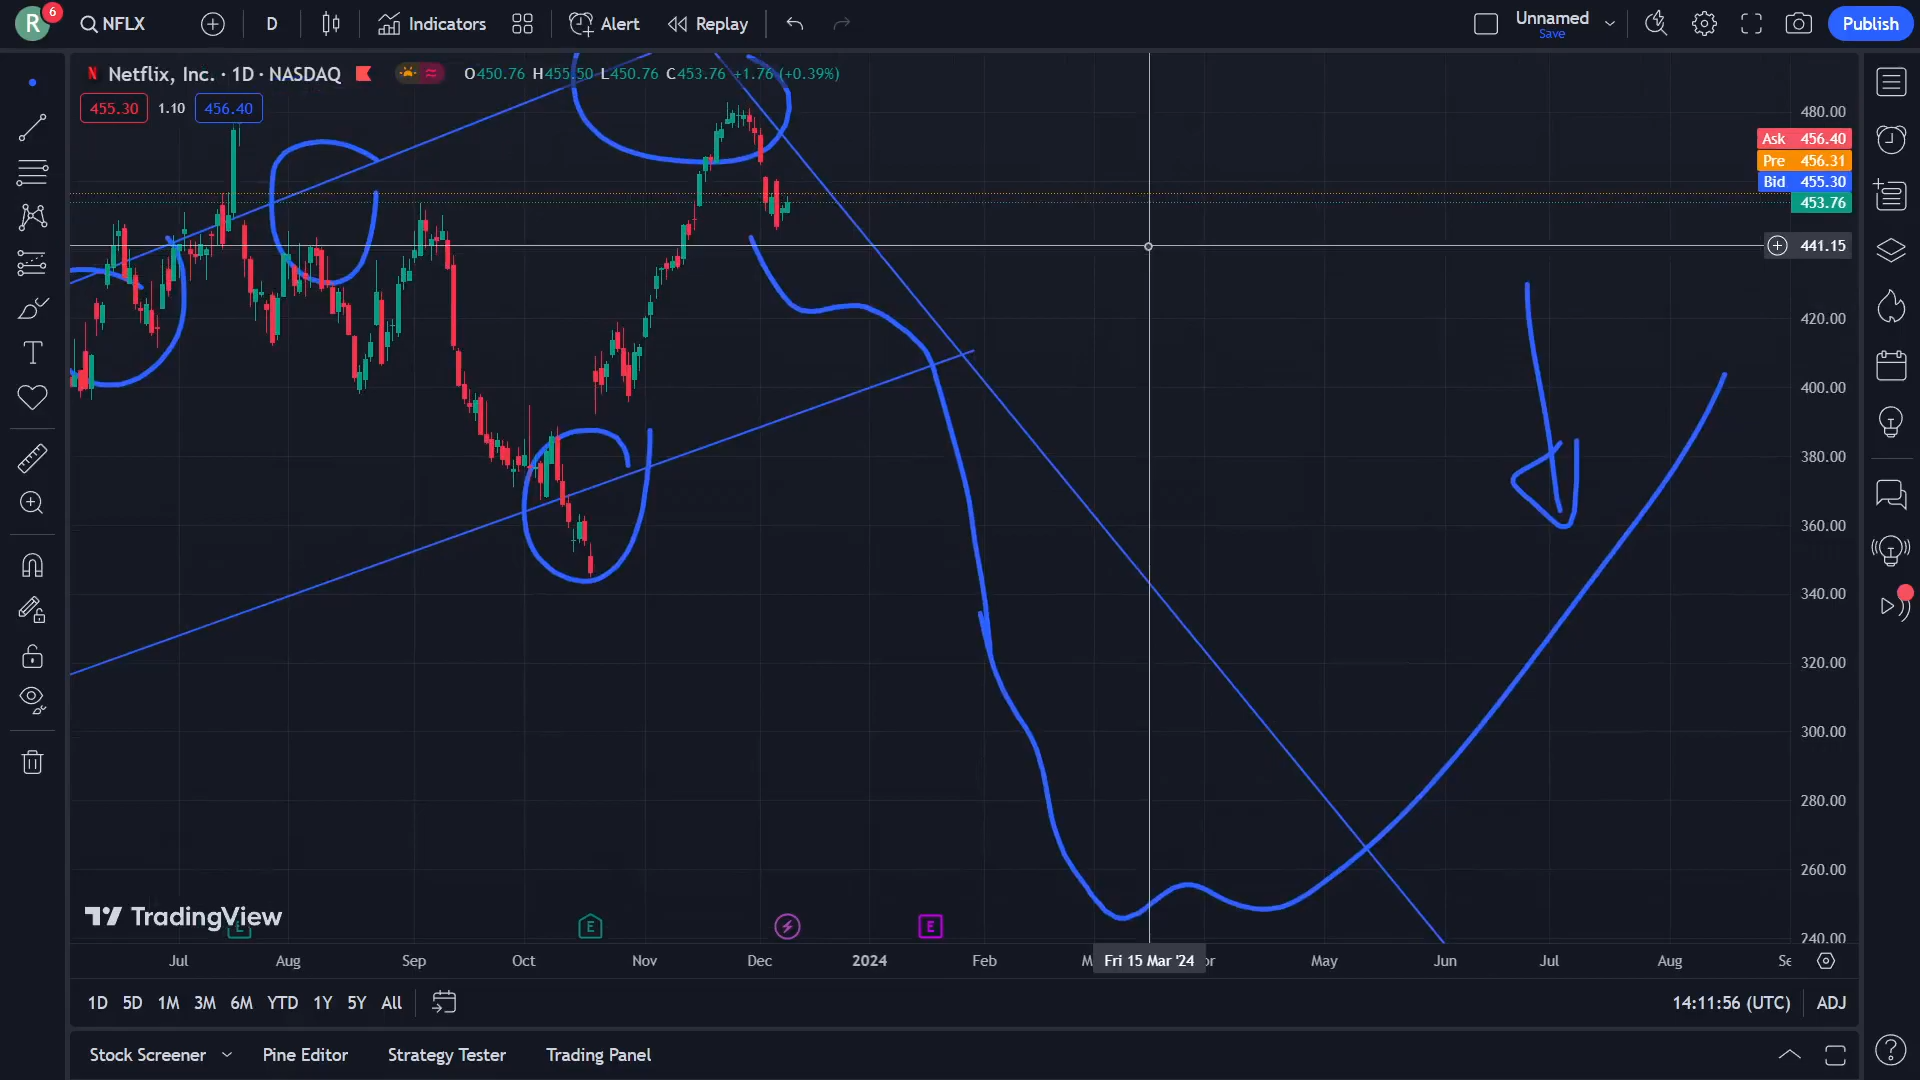 R 6 NFLX D Indicators Alert Replay Unnamed Save Publish
N Netflix, Inc. · 1D · NASDAQ O450.76 H455.50 L450.76 C453.76 +1.76 (+0.39%)
455.30 1.10 456.40
480.00
Ask 456.40
Pre 456.31
Bid 455.30
453.76
441.15
420.00
400.00
380.00
360.00
340.00
320.00
300.00
280.00
260.00
240.00
TradingView
E E E
Jul Aug Sep Oct Nov Dec 2024 Feb M Fri 15 Mar '24 or May Jun Jul Aug Se
1D 5D 1M 3M 6M YTD 1Y 5Y All 14:11:56 (UTC) ADJ
Stock Screener Pine Editor Strategy Tester Trading Panel